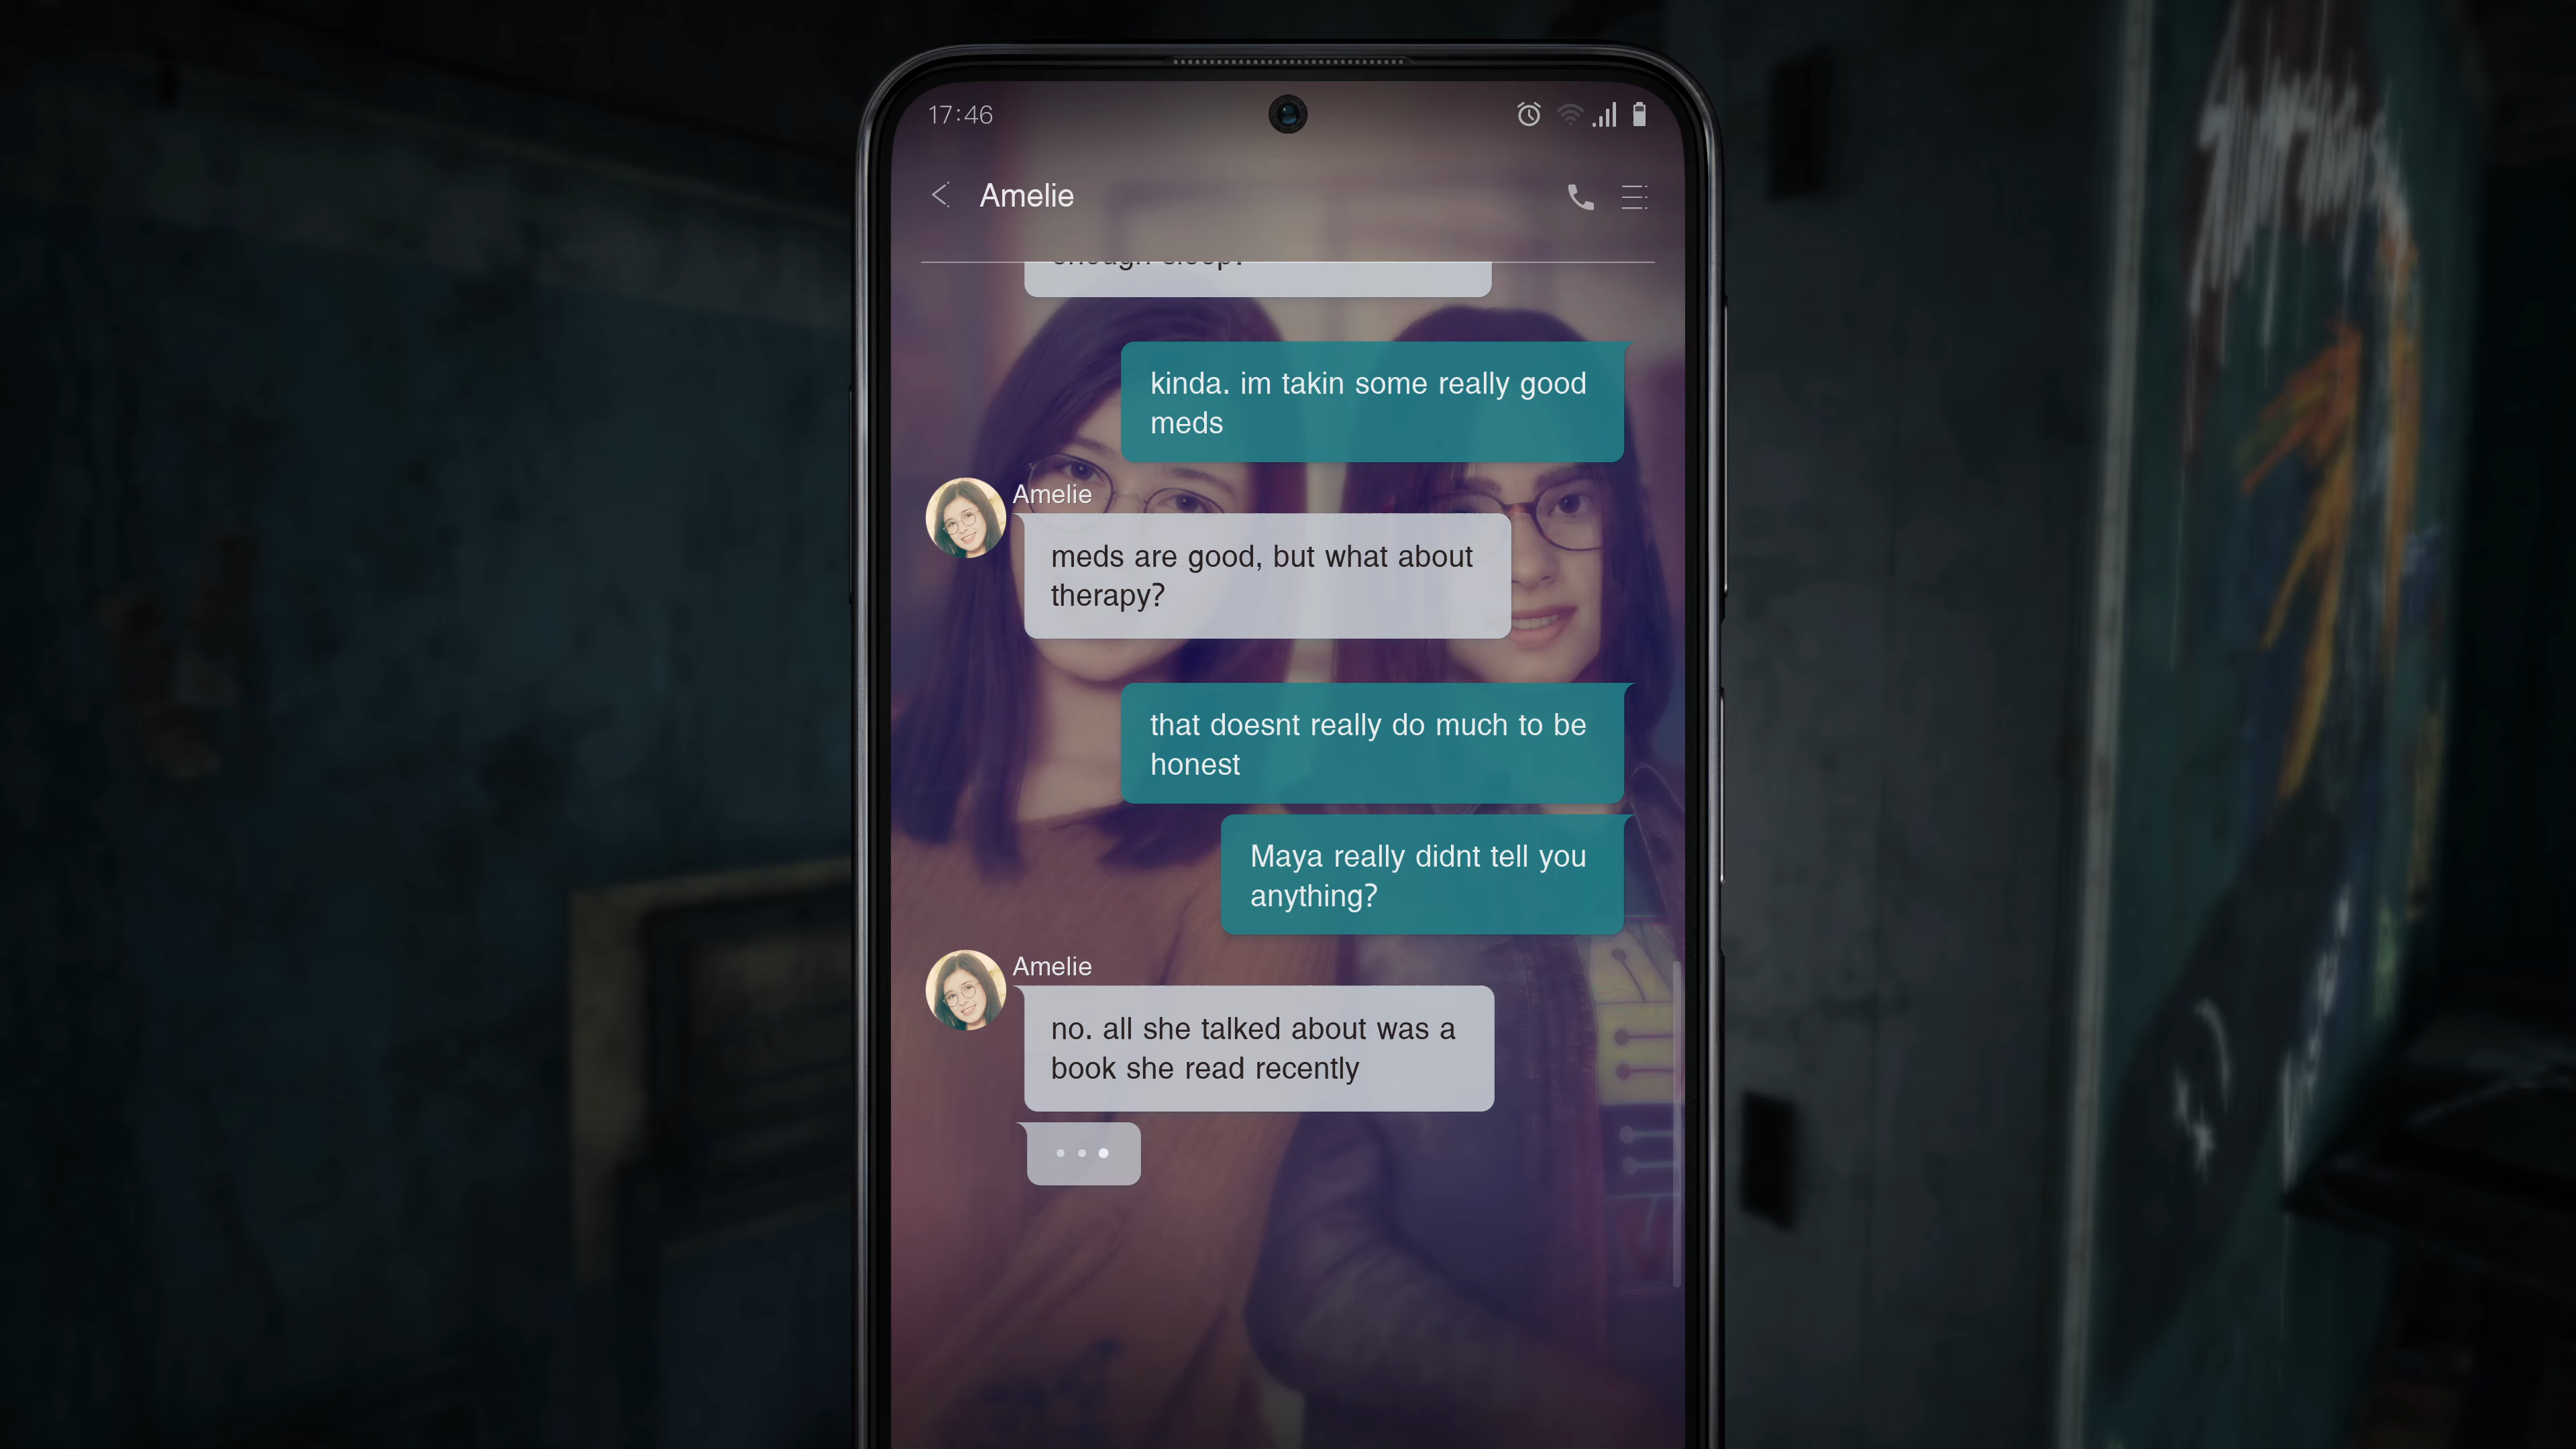 17:46
Amelie
enough sleep?
kinda. im takin some really good
meds
Amelie
meds are good, but what about
therapy?
that doesnt really do much to be
honest
Maya really didnt tell you
anything?
Amelie
no. all she talked about was a
book she read recently